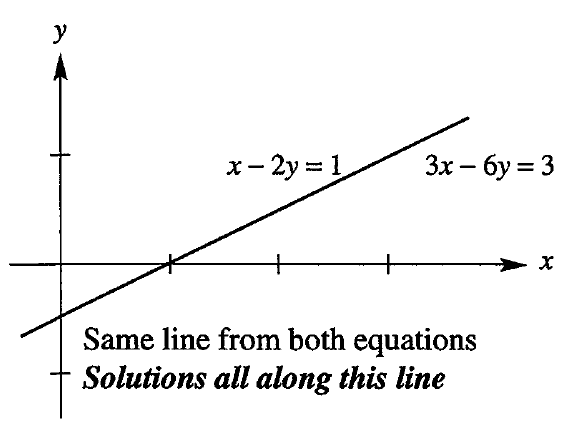 y
x − 2y = 1
3x − 6y = 3
x
Same line from both equations
Solutions all along this line